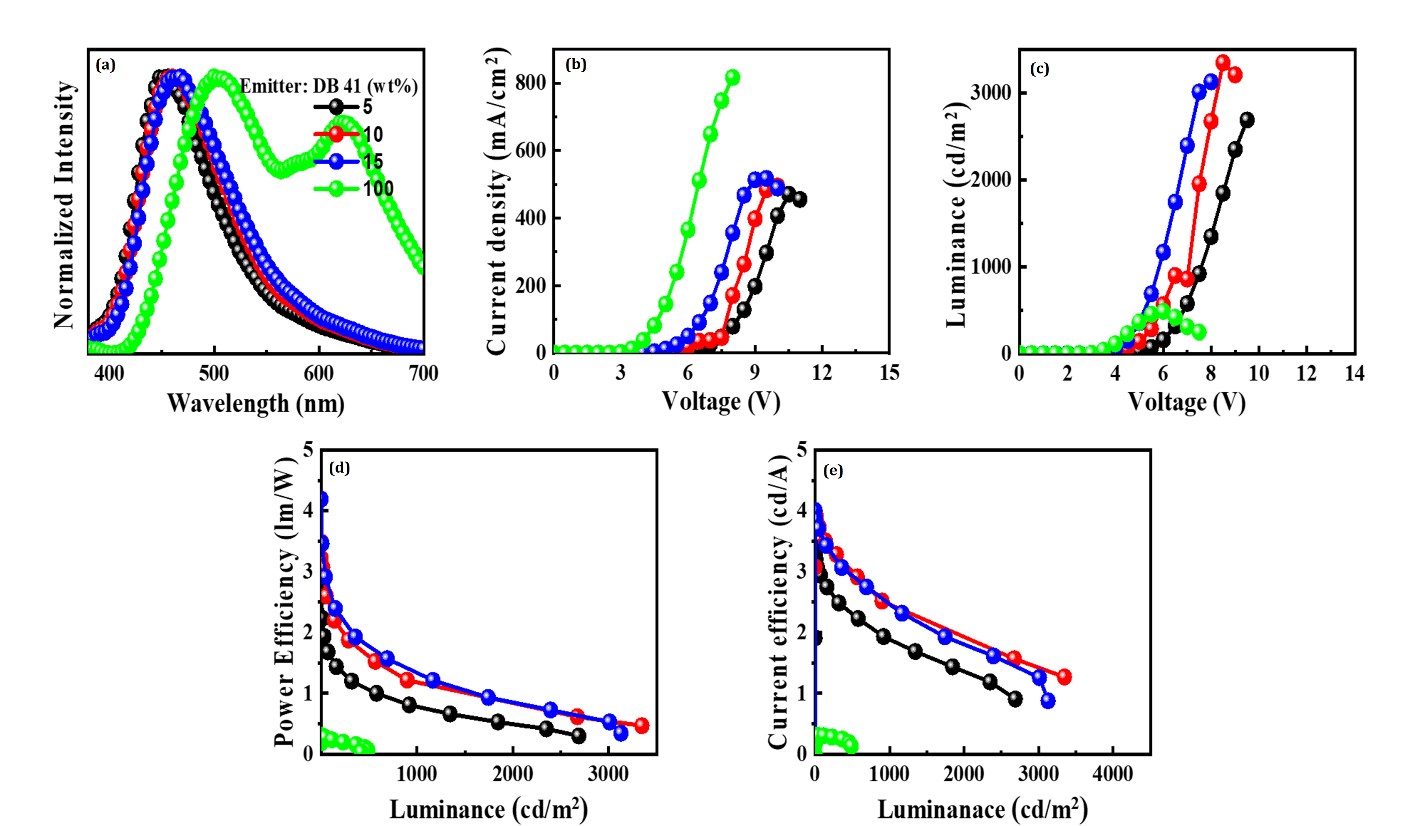 (a)
Normalized Intensity
Emitter: DB 41 (wt%)
5
10
15
100
400 500 600 700
Wavelength (nm)
(b)
Current density (mA/cm²)
800
600
400
200
0
0 3 6 9 12 15
Voltage (V)
(c)
Luminance (cd/m²)
3000
2000
1000
0
0 2 4 6 8 10 12 14
Voltage (V)
(d)
Power Efficiency (lm/W)
5
4
3
2
1
0
1000 2000 3000
Luminance (cd/m²)
(e)
Current efficiency (cd/A)
5
4
3
2
1
0
0 1000 2000 3000 4000
Luminanace (cd/m²)